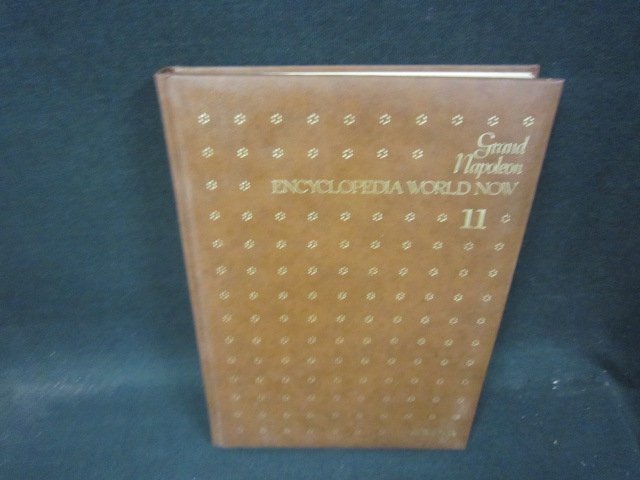 Grand
Napoleon
ENCYCLOPEDIA WORLD NOW
11